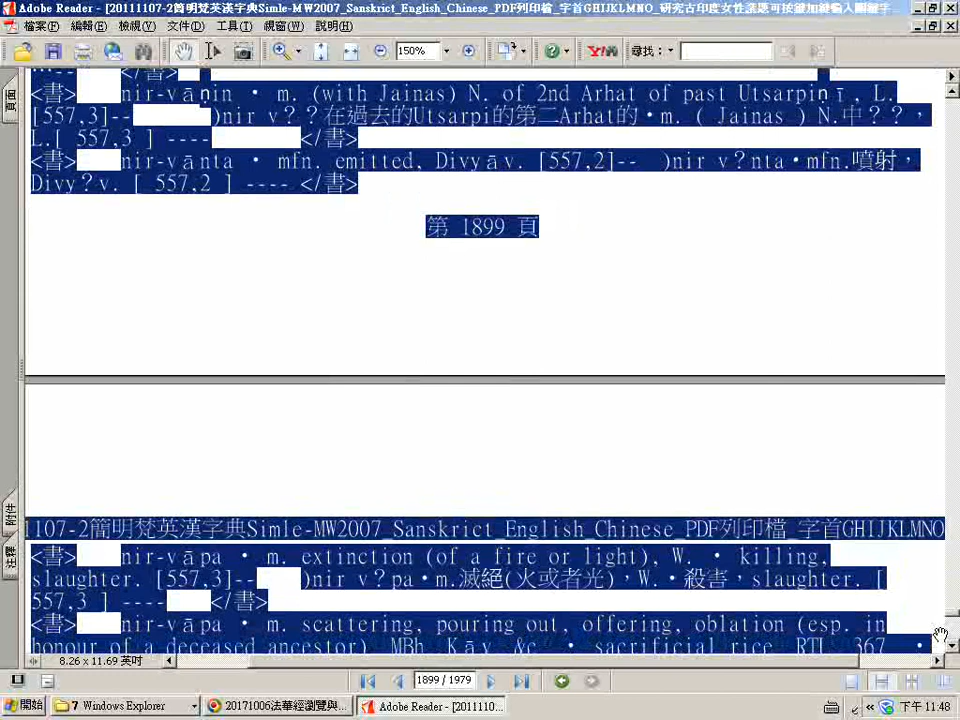 Adobe Reader - [20111107-2簡明梵英漢字典Simle-MW2007_Sanskrict_English_Chinese_PDF列印檔_字首GHIJKLMNO_研究古印度女性議題可按鍵加鍵輸入關鍵字...
檔案(F) 編輯(E) 檢視(V) 文件(D) 工具(T) 視窗(W) 說明(H)
150% 尋找:
頁面
<書> nir-vāṇin • m. (with Jainas) N. of 2nd Arhat of past Utsarpiṇī, L.
[557,3]-- )nir v??在過去的Utsarpi的第二Arhat的•m. ( Jainas ) N.中??,
L.[ 557,3 ] ---- </書>
<書> nir-vānta • mfn. emitted, Divyāv. [557,2]-- )nir v?nta•mfn.噴射,
Divy?v. [ 557,2 ] ---- </書>
第 1899 頁
107-2簡明梵英漢字典Simle-MW2007_Sanskrict_English_Chinese_PDF列印檔_字首GHIJKLMNO
<書> nir-vāpa • m. extinction (of a fire or light), W. • killing,
slaughter. [557,3]-- )nir v?pa•m.滅絕(火或者光),W.•殺害,slaughter. [
557,3 ] ---- </書>
<書> nir-vāpa • m. scattering, pouring out, offering, oblation (esp. in
honour of a deceased ancestor) MBh. Kāv. &c. • sacrificial rice RTL. 367 •
附件
注釋
8.26 x 11.69 英吋
1899 / 1979
開始 7 Windows Explorer 20171006法華經瀏覽與... Adobe Reader - [2011110... 下午 11:48